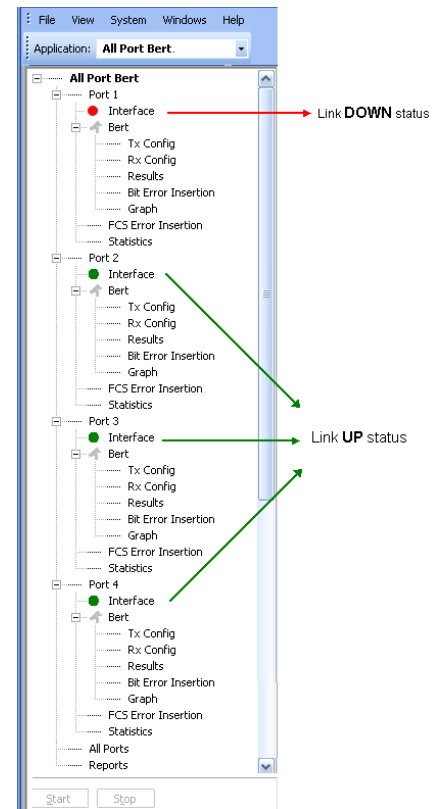 File View System Windows Help
Application: All Port Bert.
All Port Bert
Port 1
Interface
Link DOWN status
Bert
Tx Config
Rx Config
Results
Bit Error Insertion
Graph
FCS Error Insertion
Statistics
Port 2
Interface
Bert
Tx Config
Rx Config
Results
Bit Error Insertion
Graph
FCS Error Insertion
Statistics
Port 3
Interface
Link UP status
Bert
Tx Config
Rx Config
Results
Bit Error Insertion
Graph
FCS Error Insertion
Statistics
Port 4
Interface
Bert
Tx Config
Rx Config
Results
Bit Error Insertion
Graph
FCS Error Insertion
Statistics
All Ports
Reports
Start Stop